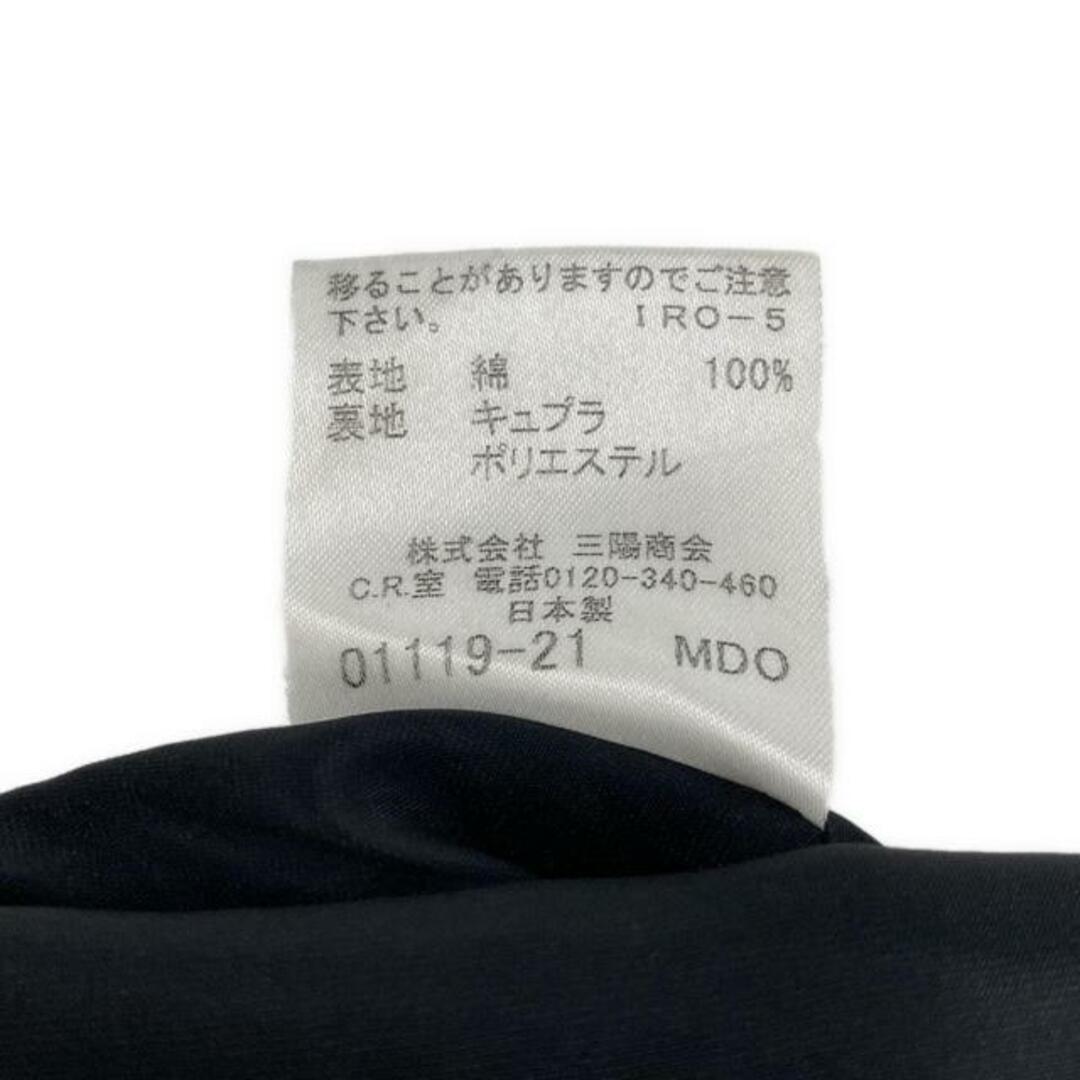 移ることがありますのでご注意
下さい。 IRO-5
表地 綿 100%
裏地 キュプラ
ポリエステル
株式会社 三陽商会
C.R.室 電話0120-340-460
日本製
01119-21 MDO